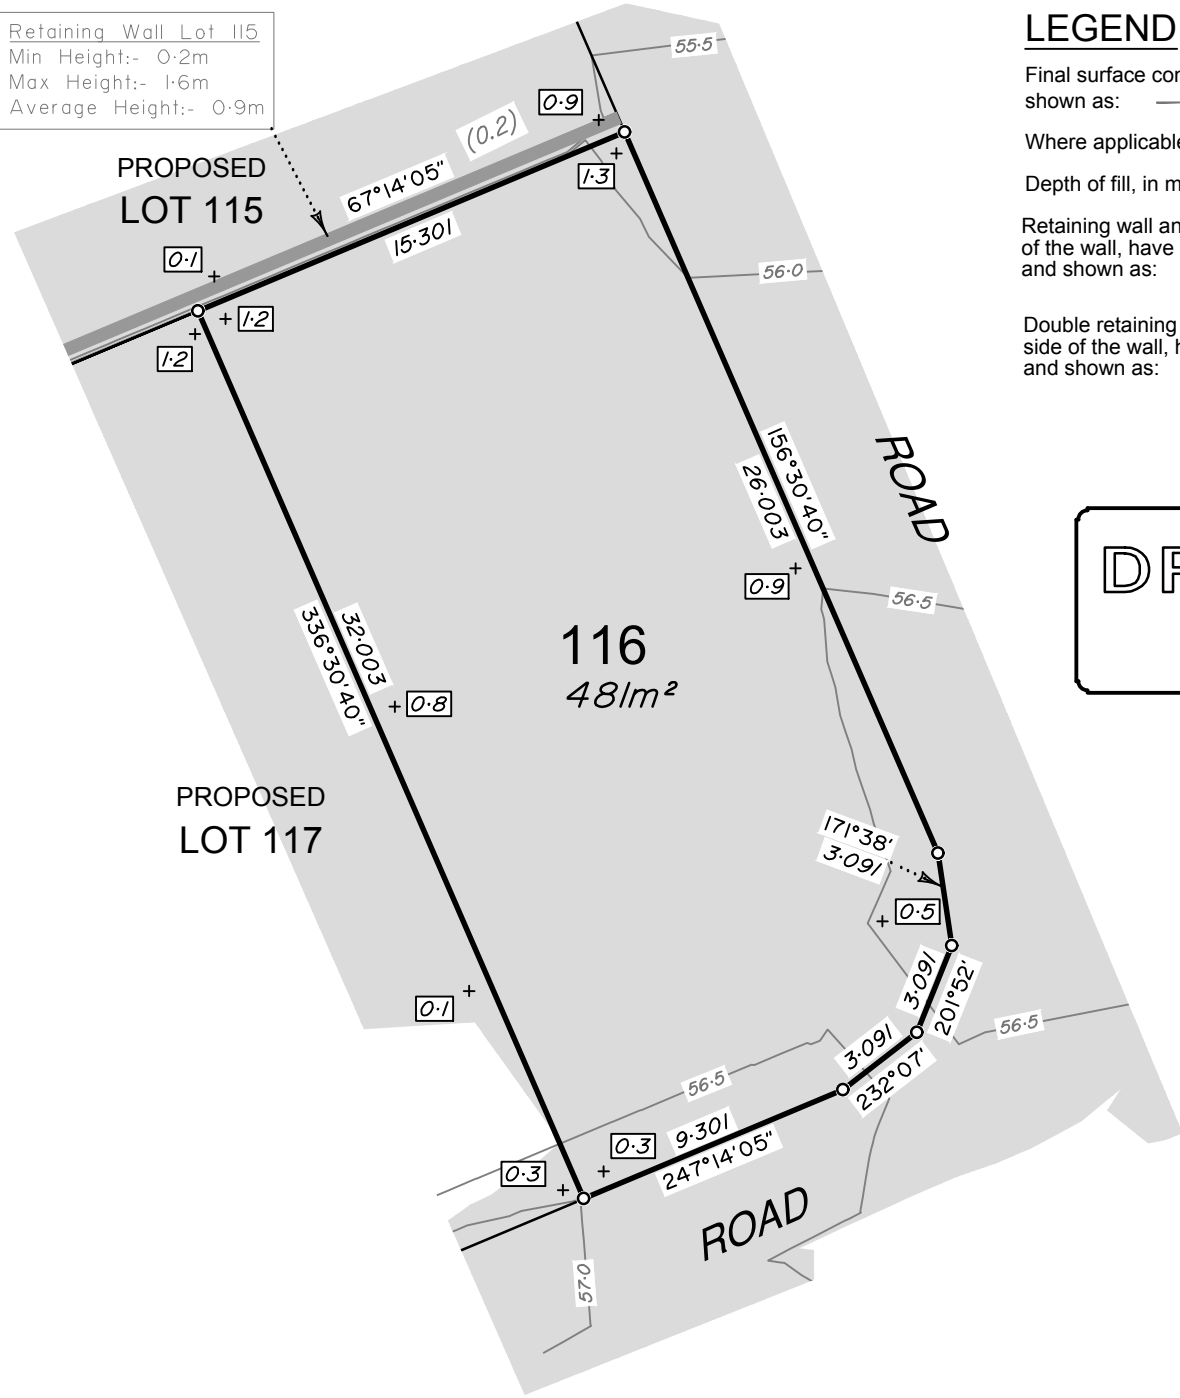 Retaining Wall Lot 115
Min Height:- 0·2m
Max Height:- 1·6m
Average Height:- 0·9m
LEGEND
Final surface con
shown as:
Where applicable
Depth of fill, in m
Retaining wall an
of the wall, have
and shown as:
Double retaining
side of the wall, h
and shown as:
55·5
0·9
(0.2)
PROPOSED
LOT 115
67°14'05"
15·301
1·3
0·1
1·2
1·2
56·0
ROAD
156°30'40"
26·003
DR
0·9
56·5
336°30'40"
32·003
116
481m²
0·8
PROPOSED
LOT 117
171°38'
3·091
0·5
3·091
201°52'
0·1
56·5
3·091
232°07'
56·5
9·301
247°14'05"
0·3
0·3
ROAD
57·0